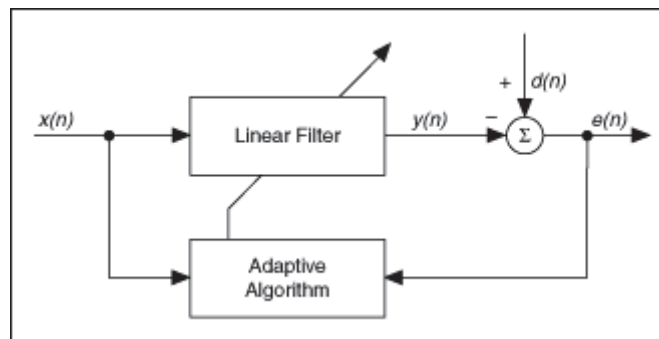 + d(n)
x(n)
Linear Filter
y(n)
−
Σ
e(n)
Adaptive
Algorithm